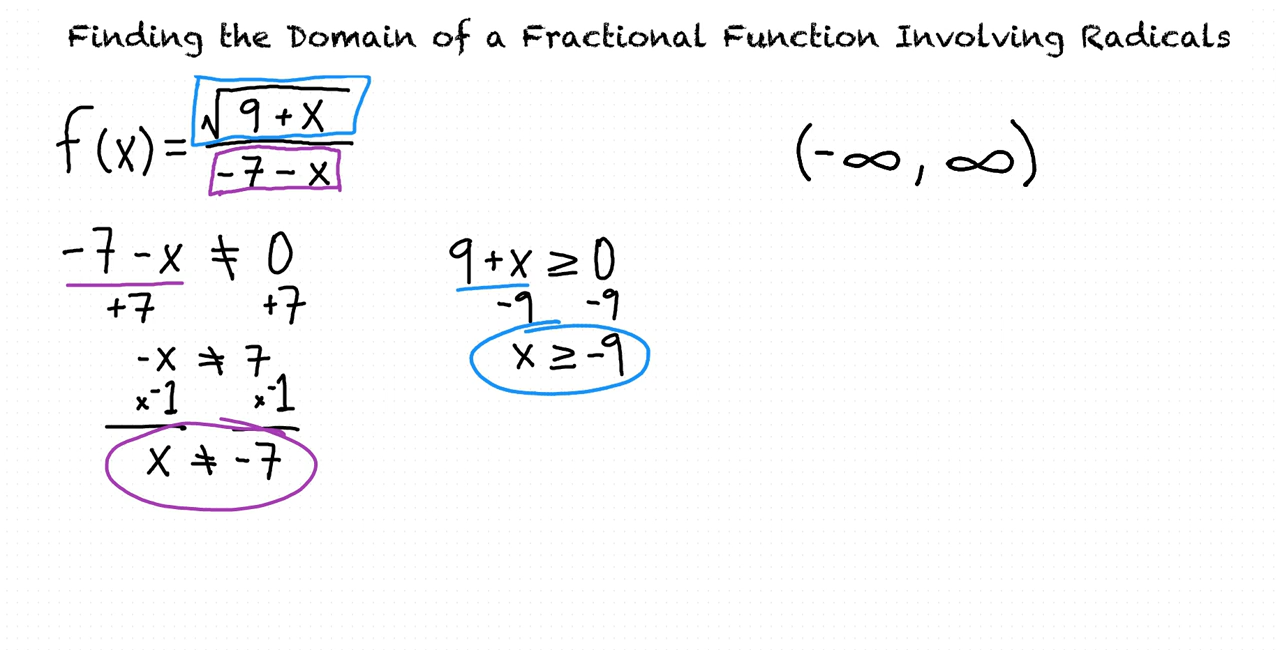 Finding the Domain of a Fractional Function Involving Radicals
f(x) = √(9 + x) / (-7 - x)
(-∞, ∞)
-7 - x ≠ 0
+7 +7
-x ≠ 7
x-1 x-1
x ≠ -7
9 + x ≥ 0
-9 -9
x ≥ -9